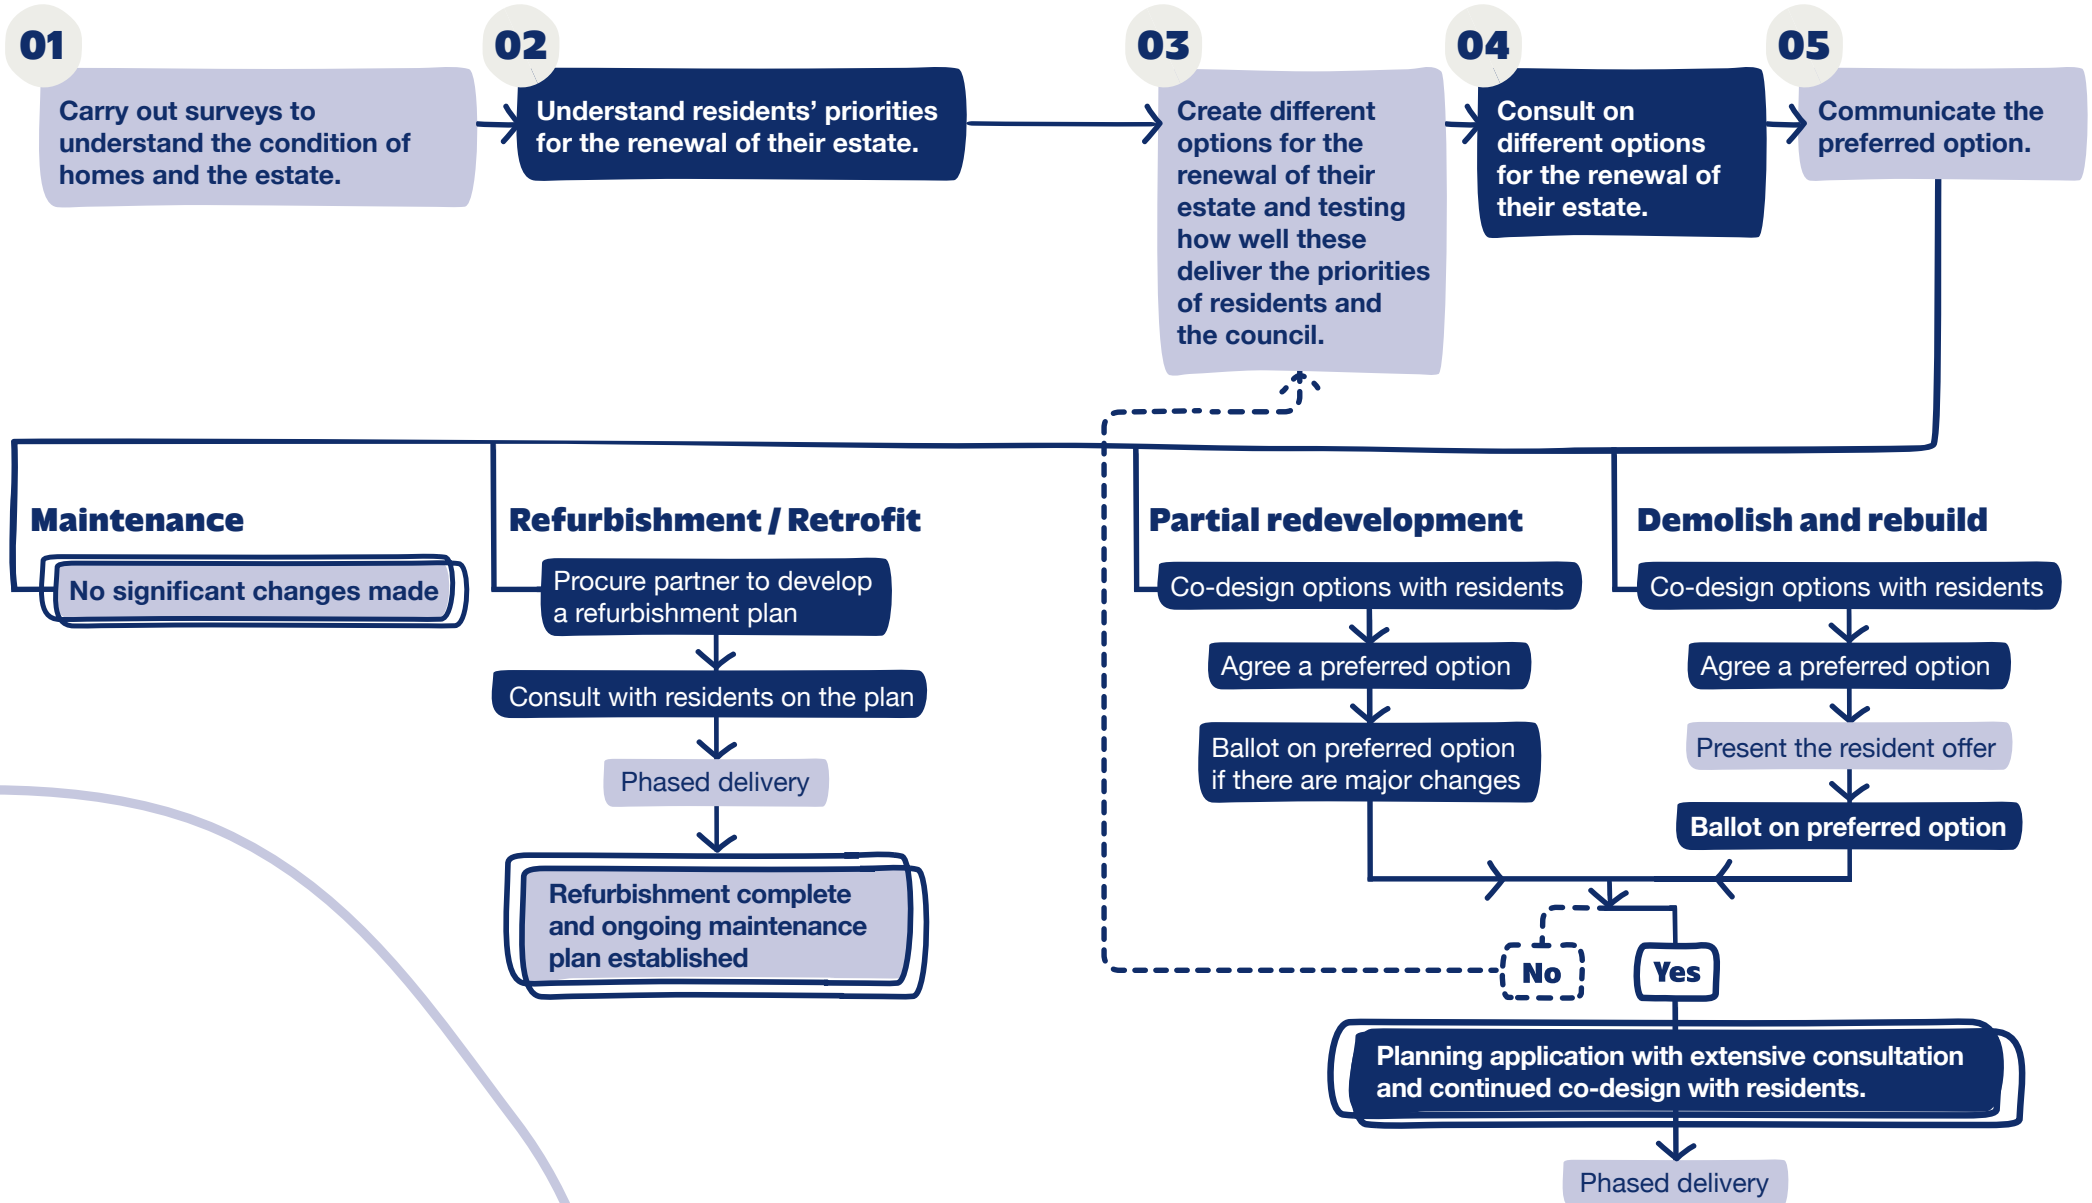 01
Carry out surveys to
understand the condition of
homes and the estate.
02
Understand residents’ priorities
for the renewal of their estate.
03
Create different
options for the
renewal of their
estate and testing
how well these
deliver the priorities
of residents and
the council.
04
Consult on
different options
for the renewal of
their estate.
05
Communicate the
preferred option.
Maintenance
No significant changes made
Refurbishment / Retrofit
Procure partner to develop
a refurbishment plan
Consult with residents on the plan
Phased delivery
Refurbishment complete
and ongoing maintenance
plan established
Partial redevelopment
Co-design options with residents
Agree a preferred option
Ballot on preferred option
if there are major changes
Demolish and rebuild
Co-design options with residents
Agree a preferred option
Present the resident offer
Ballot on preferred option
No
Yes
Planning application with extensive consultation
and continued co-design with residents.
Phased delivery